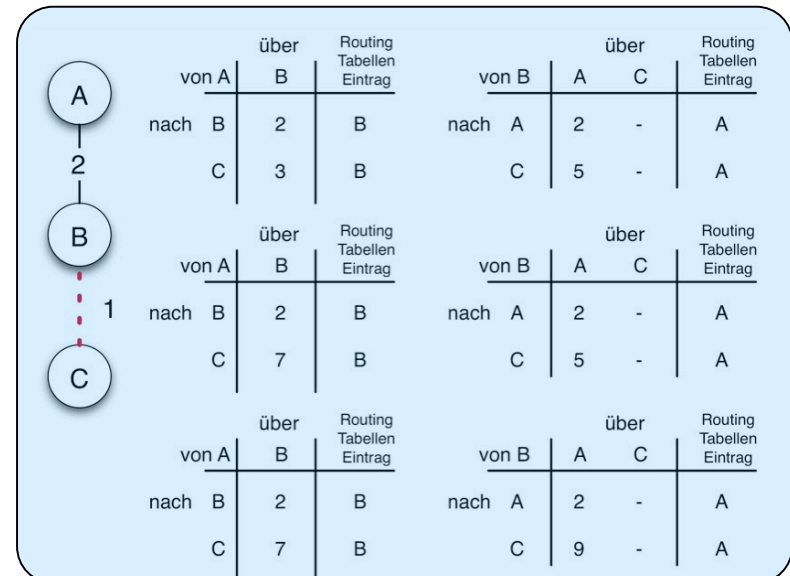 A
2
B
1
C
über Routing Tabellen Eintrag
von A B
nach B 2 B
C 3 B
über Routing Tabellen Eintrag
von B A C
nach A 2 - A
C 5 - A
über Routing Tabellen Eintrag
von A B
nach B 2 B
C 7 B
über Routing Tabellen Eintrag
von B A C
nach A 2 - A
C 5 - A
über Routing Tabellen Eintrag
von A B
nach B 2 B
C 7 B
über Routing Tabellen Eintrag
von B A C
nach A 2 - A
C 9 - A